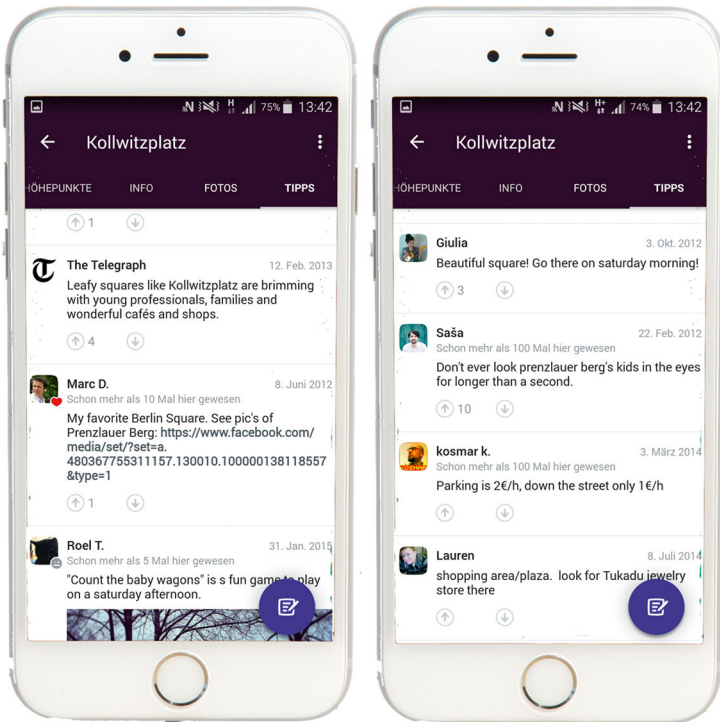 75% 13:42
Kollwitzplatz
HÖHEPUNKTE INFO FOTOS TIPPS
1
The Telegraph 12. Feb. 2013
Leafy squares like Kollwitzplatz are brimming
with young professionals, families and
wonderful cafés and shops.
4
Marc D. 8. Juni 2012
Schon mehr als 10 Mal hier gewesen
My favorite Berlin Square. See pic's of
Prenzlauer Berg: https://www.facebook.com/
media/set/?set=a.
480367755311157.130010.100000138118557
&type=1
1
Roel T. 31. Jan. 2015
Schon mehr als 5 Mal hier gewesen
"Count the baby wagons" is s fun game to play
on a saturday afternoon.
H+ 74% 13:42
Kollwitzplatz
HÖHEPUNKTE INFO FOTOS TIPPS
Giulia 3. Okt. 2012
Beautiful square! Go there on saturday morning!
3
Saša 22. Feb. 2012
Schon mehr als 100 Mal hier gewesen
Don't ever look prenzlauer berg's kids in the eyes
for longer than a second.
10
kosmar k. 3. März 2014
Schon mehr als 100 Mal hier gewesen
Parking is 2€/h, down the street only 1€/h
Lauren 8. Juli 2014
shopping area/plaza. look for Tukadu jewelry
store there